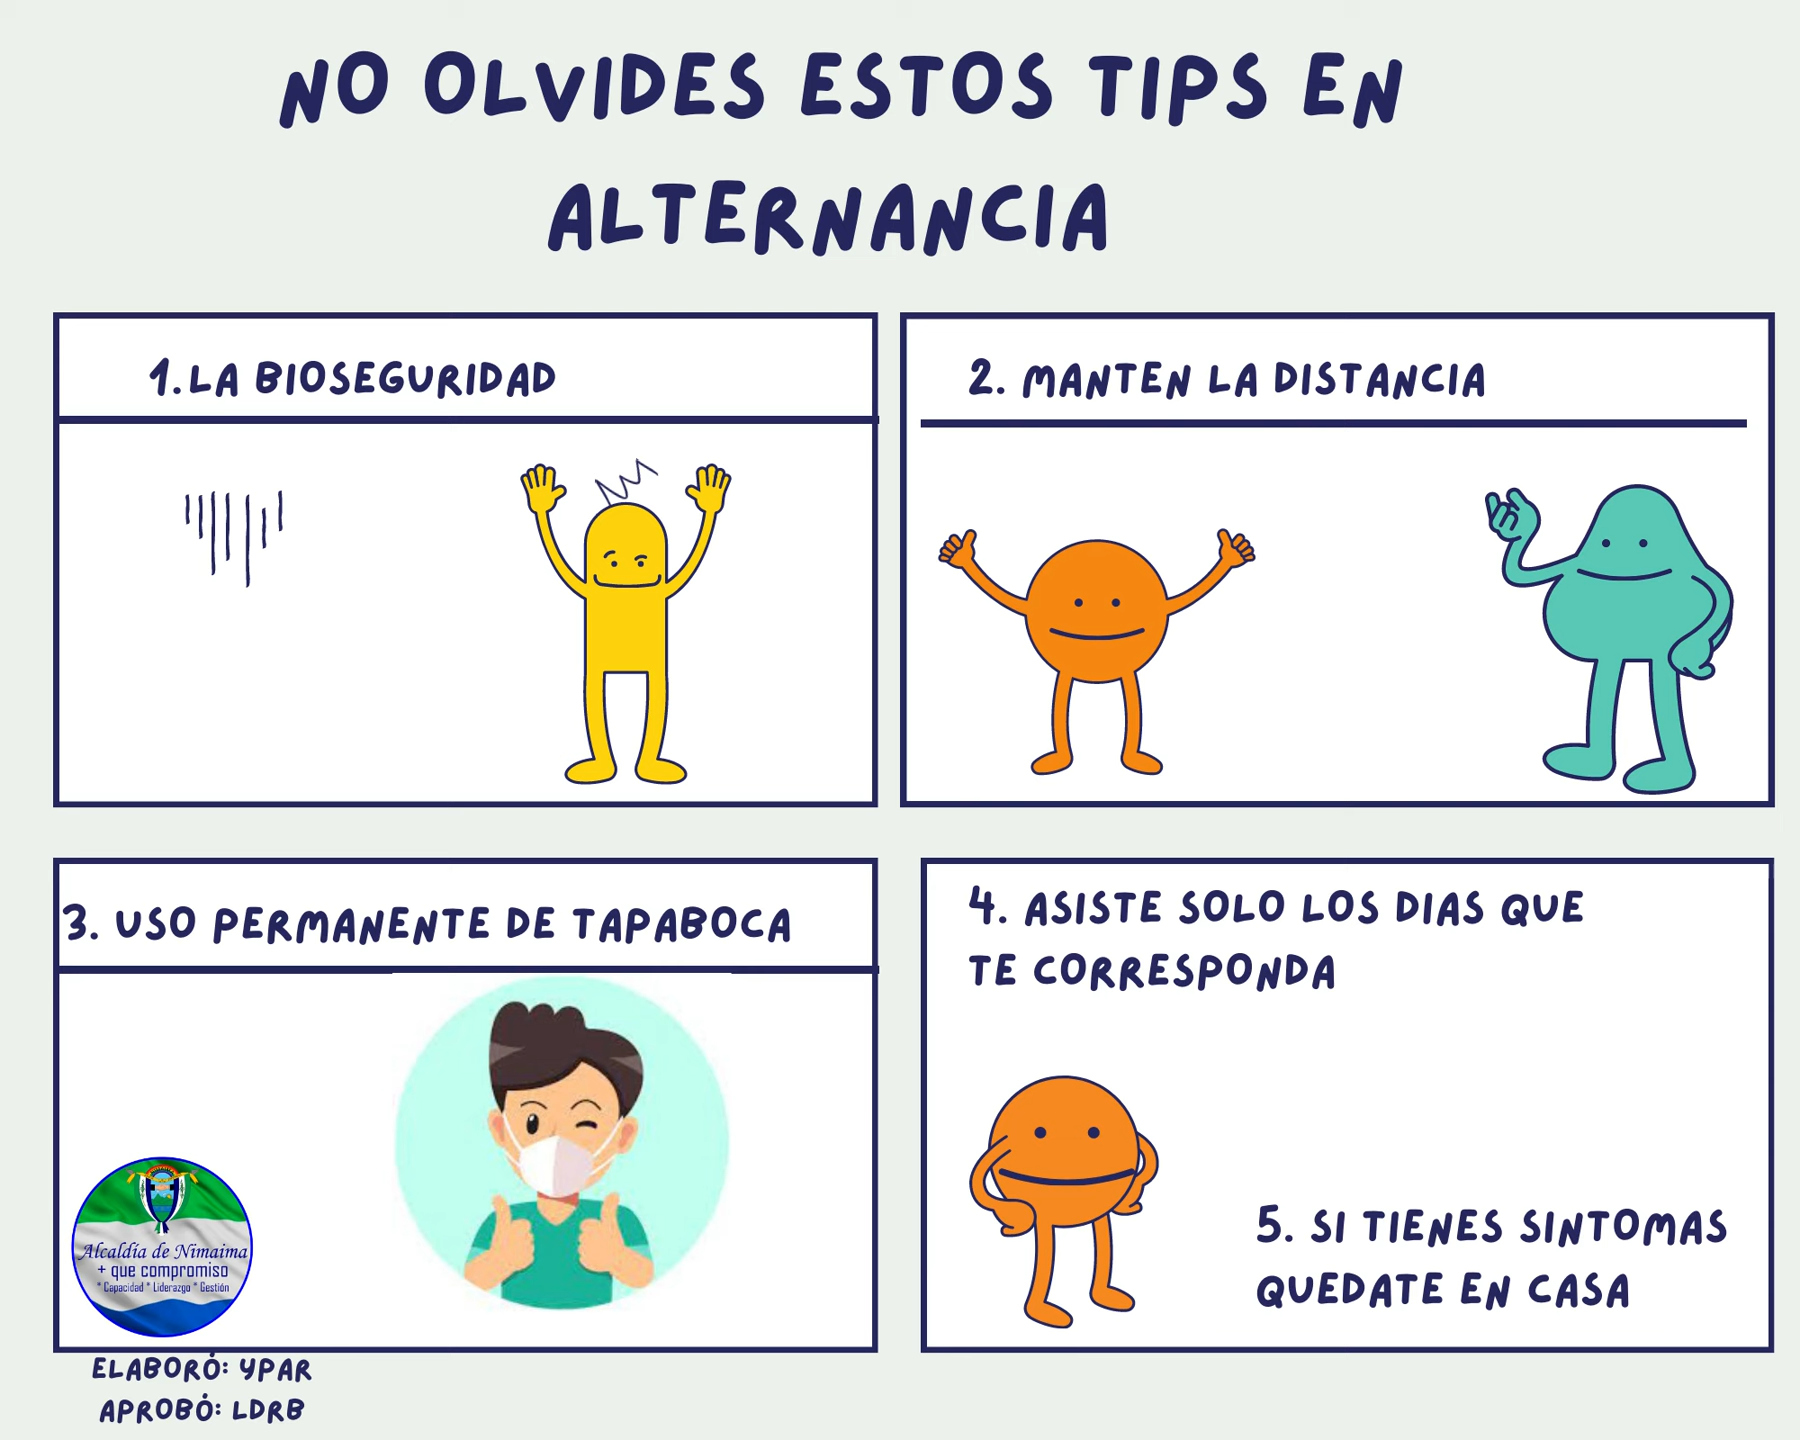 NO OLVIDES ESTOS TIPS EN
ALTERNANCIA
1.LA BIOSEGURIDAD
2. MANTEN LA DISTANCIA
3. USO PERMANENTE DE TAPABOCA
4. ASISTE SOLO LOS DIAS QUE
TE CORRESPONDA
5. SI TIENES SINTOMAS
QUEDATE EN CASA
Alcaldía de Nimaima
+ que compromiso
* Capacidad * Liderazgo * Gestión
ELABORÓ: YPAR
APROBÓ: LDRB